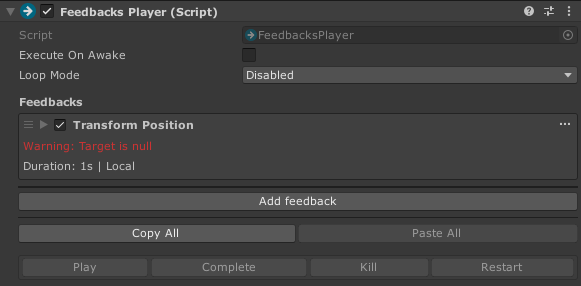 Feedbacks Player (Script)
Script FeedbacksPlayer
Execute On Awake
Loop Mode Disabled
Feedbacks
Transform Position
Warning: Target is null
Duration: 1s | Local
Add feedback
Copy All Paste All
Play Complete Kill Restart